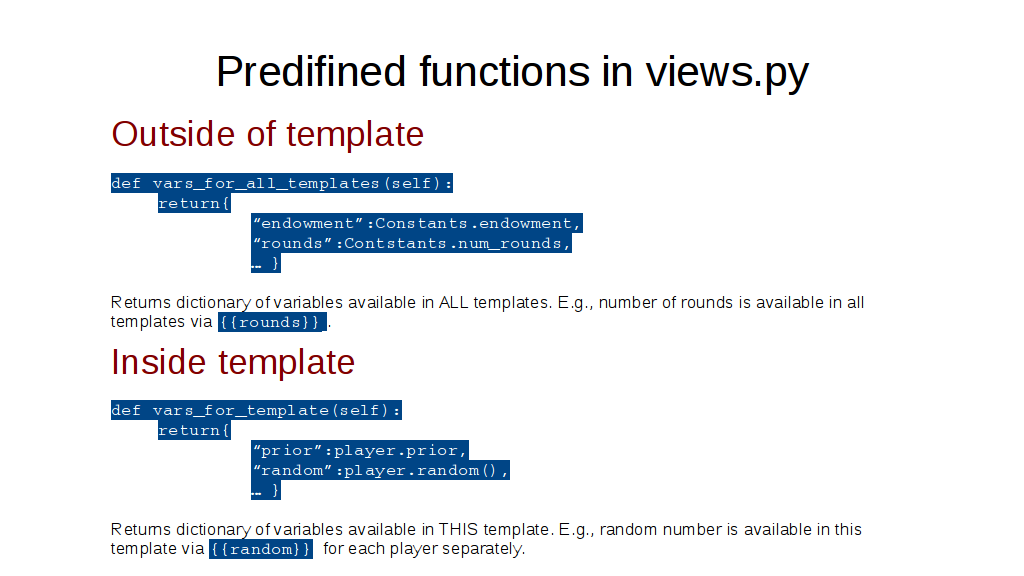 Predifined functions in views.py
Outside of template
def vars_for_all_templates(self):
return{
“endowment”:Constants.endowment,
“rounds”:Contstants.num_rounds,
… }
Returns dictionary of variables available in ALL templates. E.g., number of rounds is available in all
templates via {{rounds}} .
Inside template
def vars_for_template(self):
return{
“prior”:player.prior,
“random”:player.random(),
… }
Returns dictionary of variables available in THIS template. E.g., random number is available in this
template via {{random}} for each player separately.